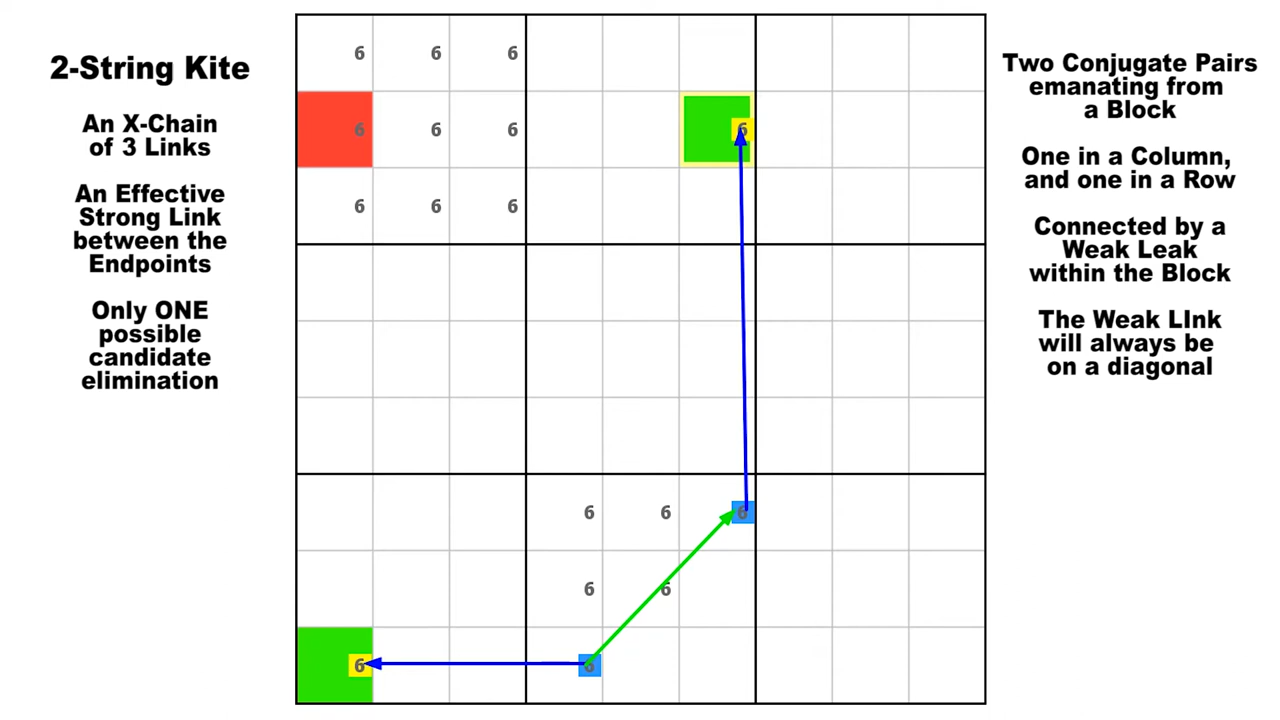 2-String Kite
An X-Chain
of 3 Links
An Effective
Strong Link
between the
Endpoints
Only ONE
possible
candidate
elimination
6 6 6
6 6 6 6
6 6 6
6 6 6
6 6
6 6
Two Conjugate Pairs
emanating from
a Block
One in a Column,
and one in a Row
Connected by a
Weak Leak
within the Block
The Weak LInk
will always be
on a diagonal